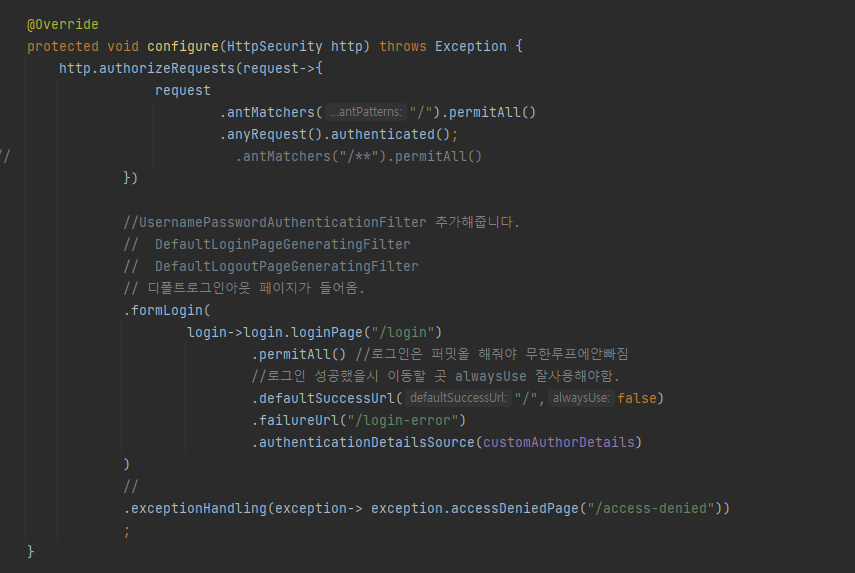 @Override
protected void configure(HttpSecurity http) throws Exception {
http.authorizeRequests(request->{
request
.antMatchers( ...antPatterns: "/").permitAll()
.anyRequest().authenticated();
// .antMatchers("/**").permitAll()
})
//UsernamePasswordAuthenticationFilter 추가해줍니다.
// DefaultLoginPageGeneratingFilter
// DefaultLogoutPageGeneratingFilter
// 디폴트로그인아웃 페이지가 들어옴.
.formLogin(
login->login.loginPage("/login")
.permitAll() //로그인은 퍼밋올 해줘야 무한루프에안빠짐
//로그인 성공했을시 이동할 곳 alwaysUse 잘사용해야함.
.defaultSuccessUrl( defaultSuccessUrl: "/", alwaysUse: false)
.failureUrl("/login-error")
.authenticationDetailsSource(customAuthorDetails)
)
//
.exceptionHandling(exception-> exception.accessDeniedPage("/access-denied"))
;
}